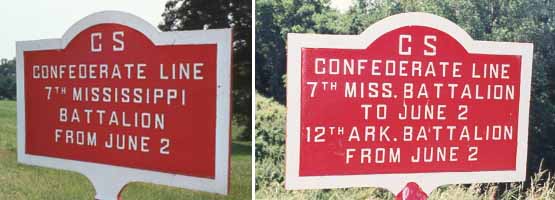 CS
CONFEDERATE LINE
7TH MISSISSIPPI
BATTALION
FROM JUNE 2
CS
CONFEDERATE LINE
7TH MISS. BATTALION
TO JUNE 2
12TH ARK. BATTALION
FROM JUNE 2